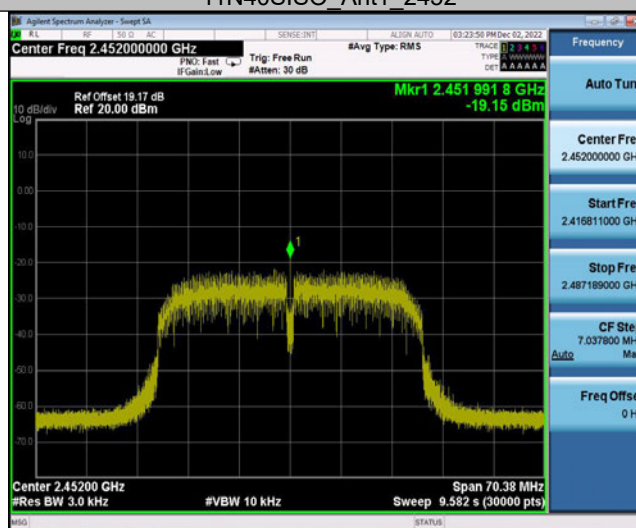 11N40SISO_Ant1_2452
Agilent Spectrum Analyzer - Swept SA
RL RF 50 Ω AC SENSE:INT ALIGN AUTO 03:23:50 PM Dec 02, 2022
Center Freq 2.452000000 GHz #Avg Type: RMS TRACE 1 2 3 4 5 6
PNO: Fast Trig: Free Run TYPE
IFGain:Low #Atten: 30 dB DET A A A A A A
Frequency
Auto Tun
Mkr1 2.451 991 8 GHz
-19.15 dBm
Ref Offset 19.17 dB
10 dB/div Ref 20.00 dBm
Log
10.0
0.00
-10.0
-20.0
-30.0
-40.0
-50.0
-60.0
-70.0
1
Center Fre
2.452000000 GH
Start Fre
2.416811000 GH
Stop Fre
2.487189000 GH
CF Ste
7.037800 MH
Auto Ma
Freq Offse
0 H
Center 2.45200 GHz Span 70.38 MHz
#Res BW 3.0 kHz #VBW 10 kHz Sweep 9.582 s (30000 pts)
MSG STATUS